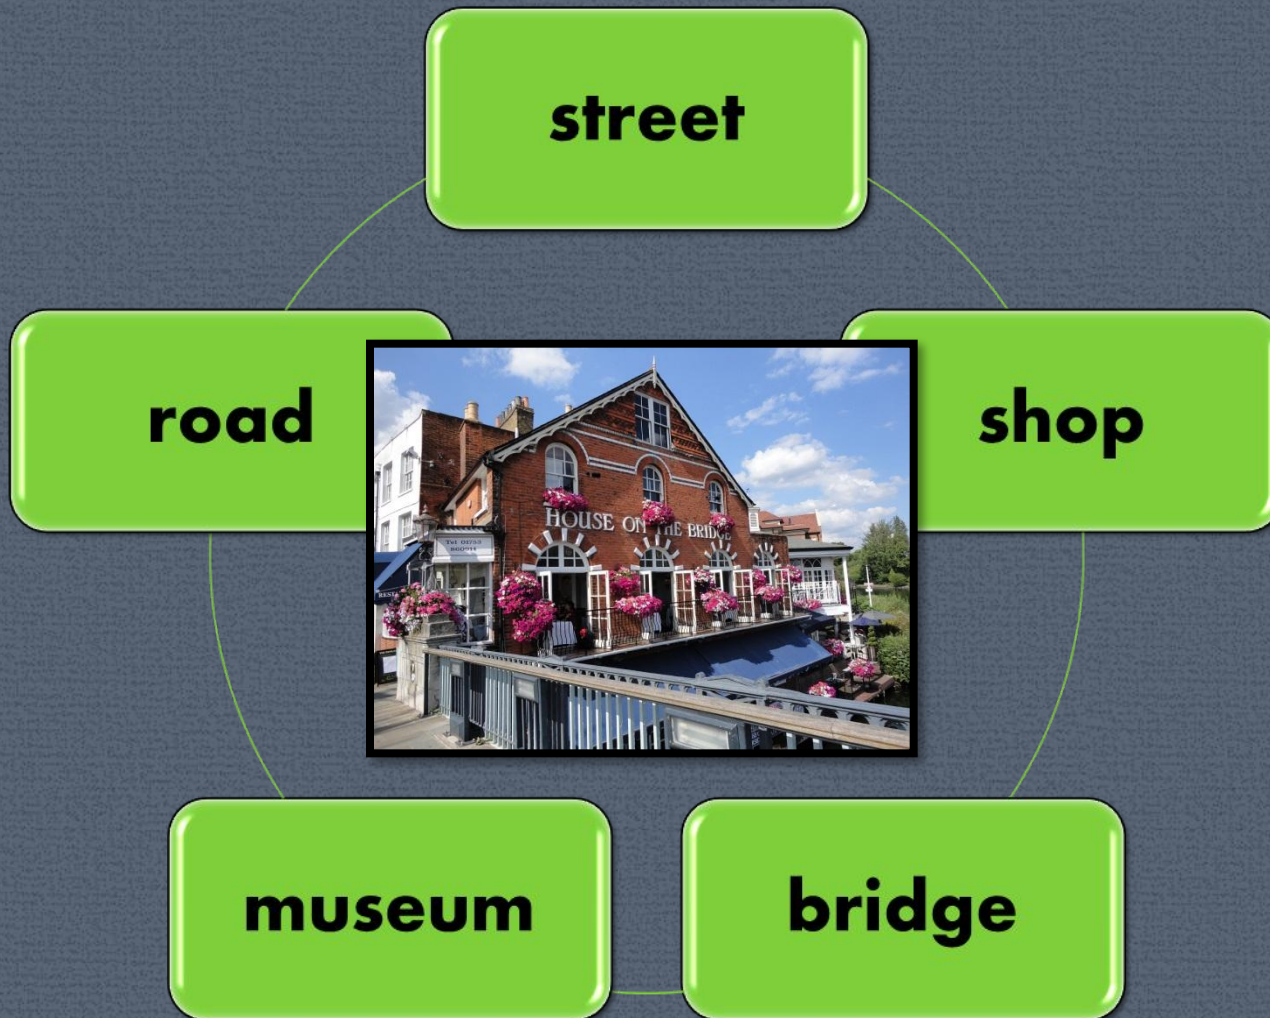 street
road
shop
HOUSE ON THE BRIDGE
museum
bridge